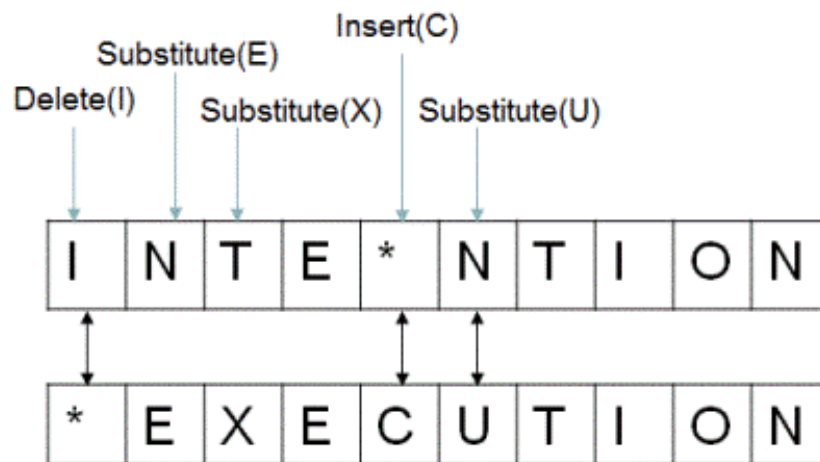 Insert(C)
Substitute(E)
Delete(I)
Substitute(X) Substitute(U)
I N T E * N T I O N
* E X E C U T I O N